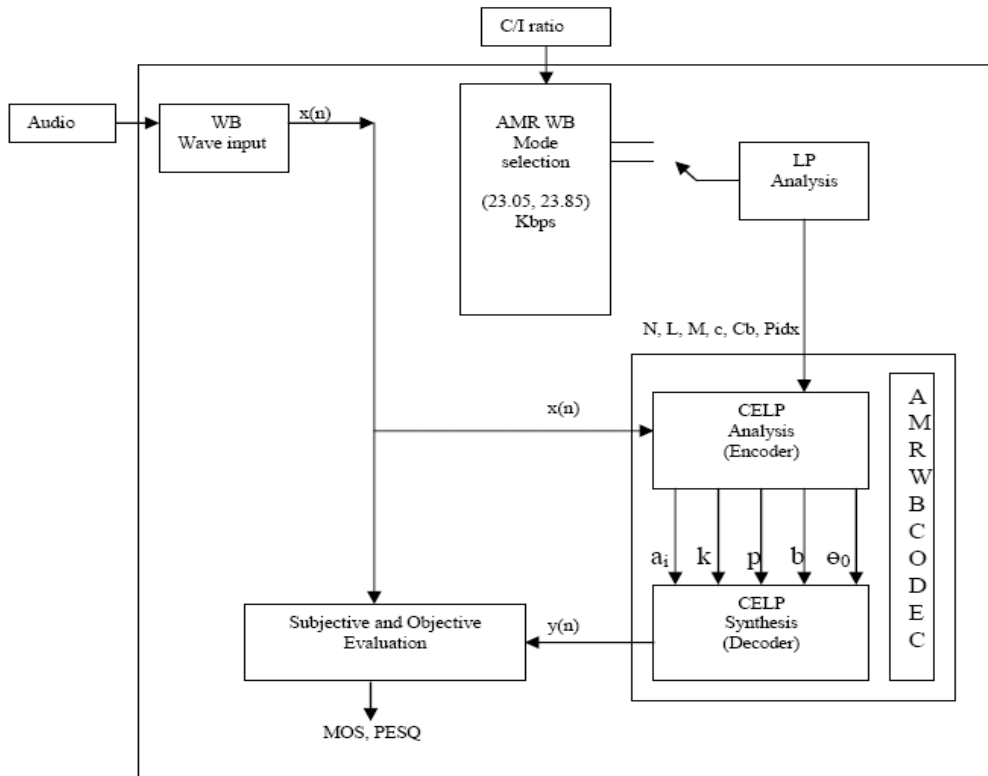 C/I ratio
Audio
WB
Wave input
x(n)
AMR WB
Mode
selection
(23.05, 23.85)
Kbps
LP
Analysis
N, L, M, c, Cb, Pidx
x(n)
CELP
Analysis
(Encoder)
A
M
R
W
B
C
O
D
E
C
aᵢ k p b ɵ₀
CELP
Synthesis
(Decoder)
y(n)
Subjective and Objective
Evaluation
MOS, PESQ